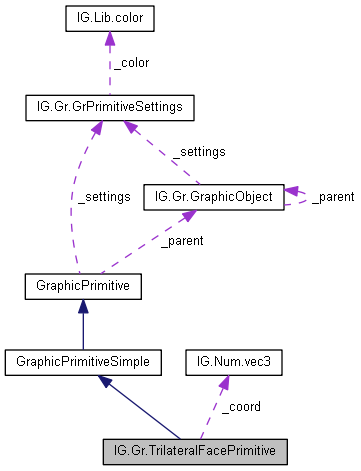 IG.Lib.color
_color
IG.Gr.GrPrimitiveSettings
_settings
IG.Gr.GraphicObject
_settings
_parent
_parent
GraphicPrimitive
GraphicPrimitiveSimple
IG.Num.vec3
_coord
IG.Gr.TrilateralFacePrimitive